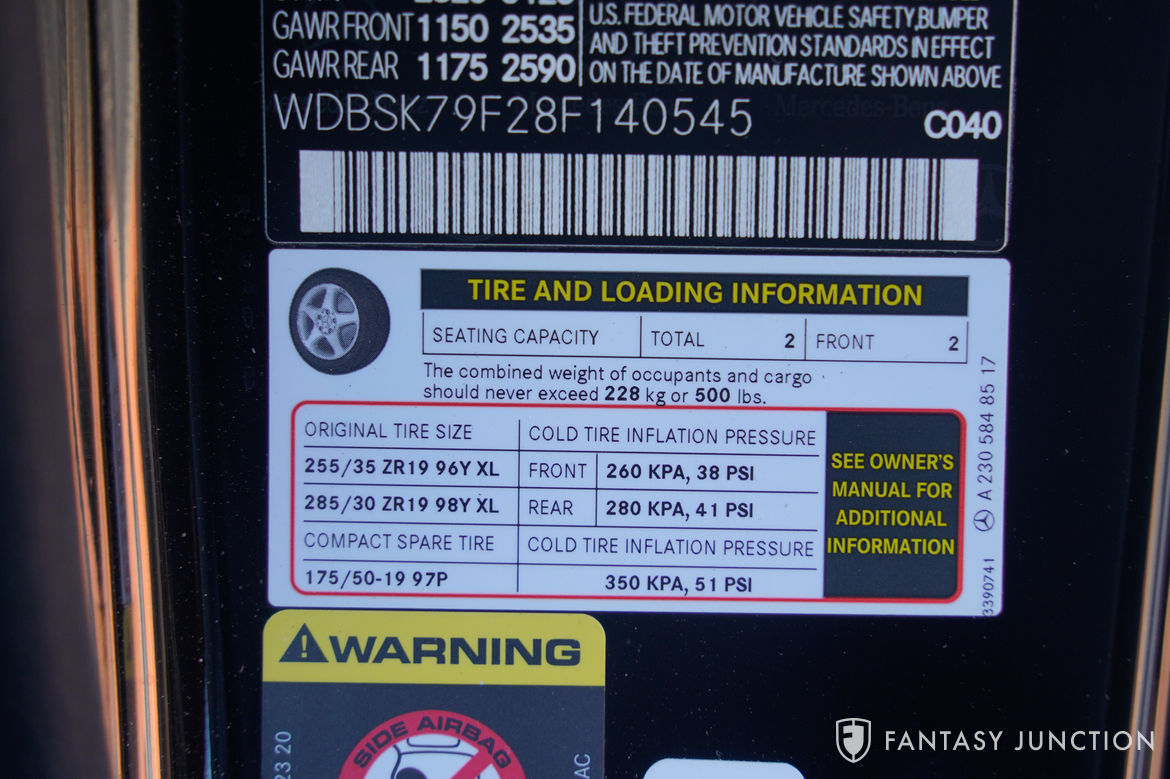 GAWR FRONT 1150 2535
GAWR REAR 1175 2590
U.S. FEDERAL MOTOR VEHICLE SAFETY, BUMPER
AND THEFT PREVENTION STANDARDS IN EFFECT
ON THE DATE OF MANUFACTURE SHOWN ABOVE
WDBSK79F28F140545
C040
TIRE AND LOADING INFORMATION
SEATING CAPACITY TOTAL 2 FRONT 2
The combined weight of occupants and cargo
should never exceed 228 kg or 500 lbs.
ORIGINAL TIRE SIZE COLD TIRE INFLATION PRESSURE
255/35 ZR19 96Y XL FRONT 260 KPA, 38 PSI
285/30 ZR19 98Y XL REAR 280 KPA, 41 PSI
COMPACT SPARE TIRE COLD TIRE INFLATION PRESSURE
175/50-19 97P 350 KPA, 51 PSI
SEE OWNER'S
MANUAL FOR
ADDITIONAL
INFORMATION
A 230 584 85 17
3390741
WARNING
SIDE AIRBAG
23 20
AC
FANTASY JUNCTION